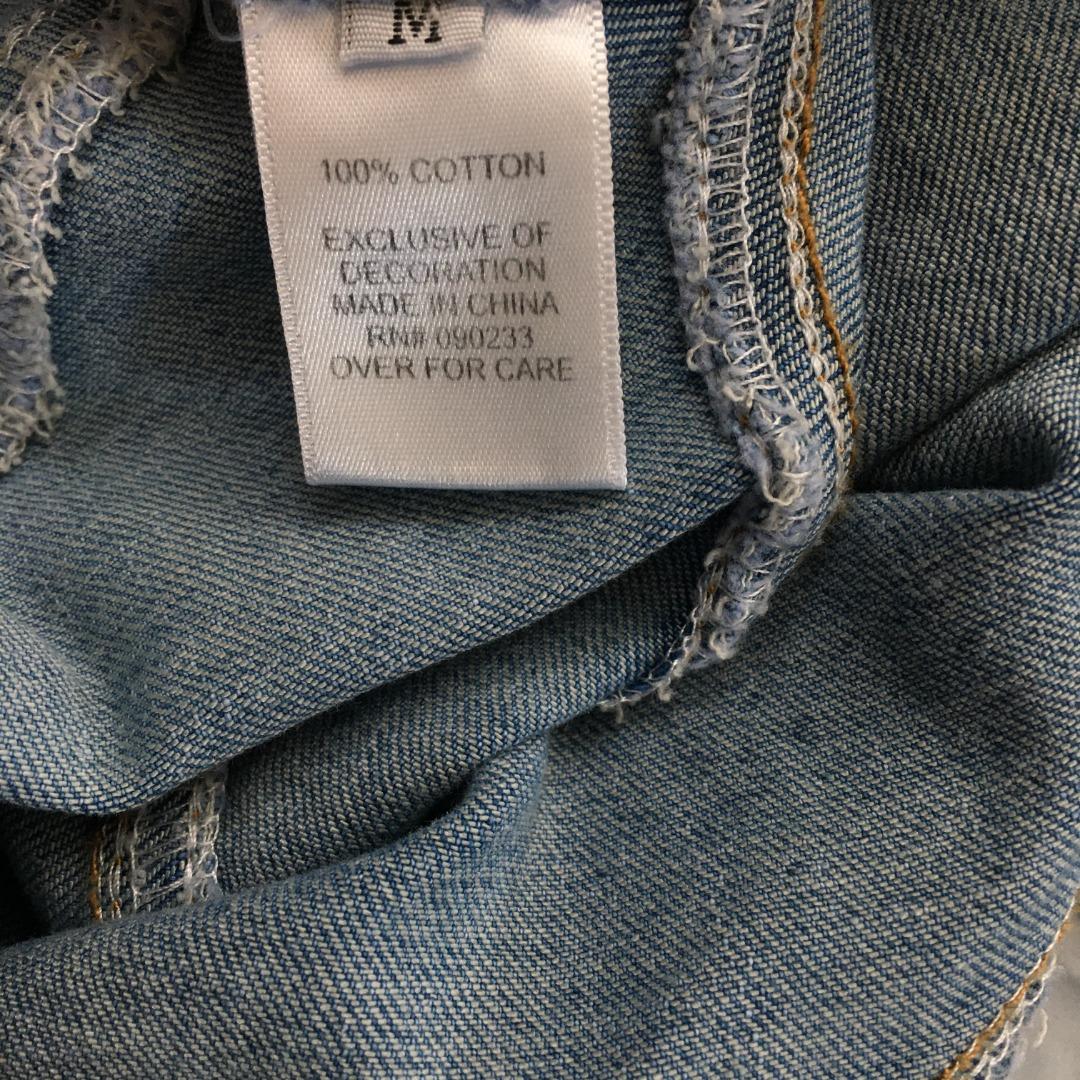 M
100% COTTON
EXCLUSIVE OF
DECORATION
MADE IN CHINA
RN# 090233
OVER FOR CARE